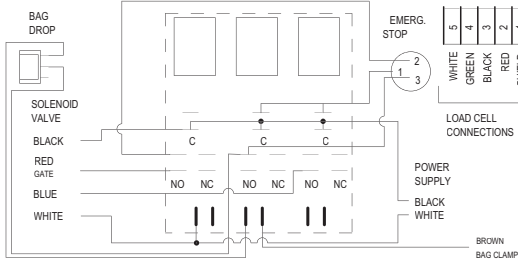 BAG
DROP
EMERG.
STOP
2
1
3
5
4
3
2
WHITE
GREEN
BLACK
RED
LOAD CELL
CONNECTIONS
SOLENOID
VALVE
BLACK
RED
GATE
BLUE
WHITE
C
C
C
NO
NC
NO
NC
NO
NC
POWER
SUPPLY
BLACK
WHITE
BROWN
BAG CLAMP